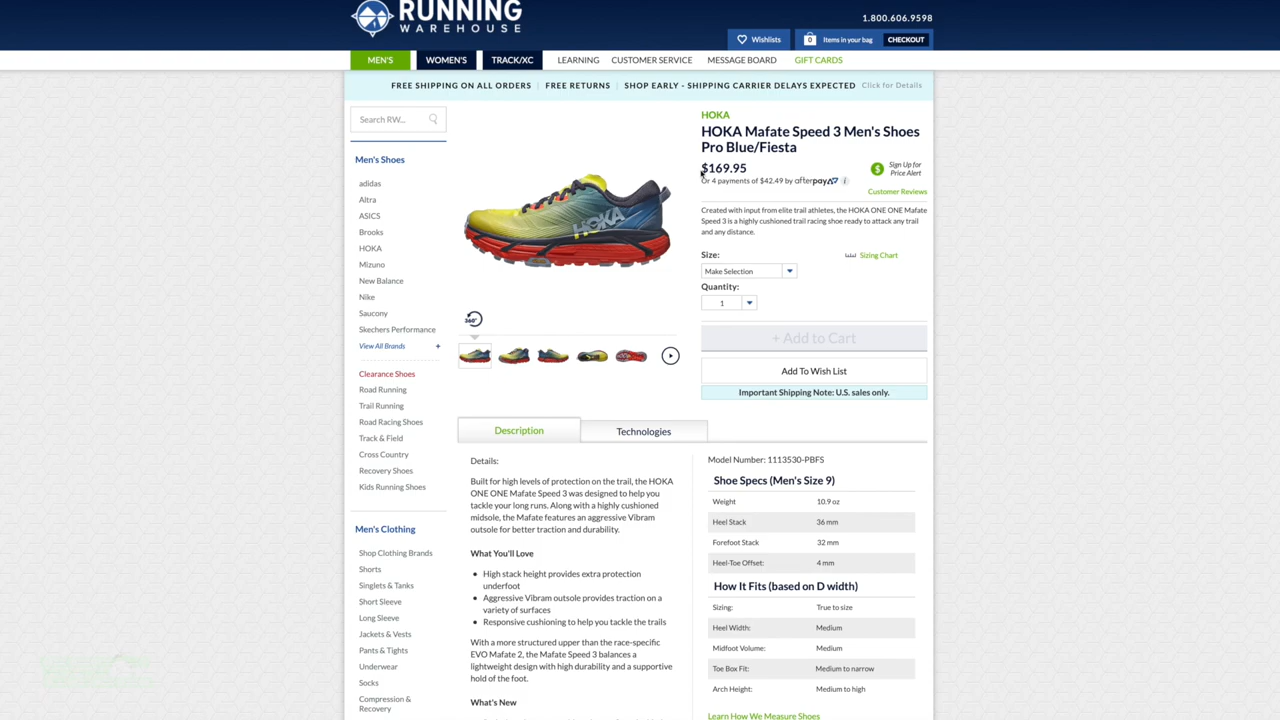 RUNNING
WAREHOUSE
1.800.606.9598
Wishlists
0 Items in your bag CHECKOUT
MEN'S WOMEN'S TRACK/XC LEARNING CUSTOMER SERVICE MESSAGE BOARD GIFT CARDS
FREE SHIPPING ON ALL ORDERS FREE RETURNS SHOP EARLY - SHIPPING CARRIER DELAYS EXPECTED Click for Details
Search RW...
Men's Shoes
adidas
Altra
ASICS
Brooks
HOKA
Mizuno
New Balance
Nike
Saucony
Skechers Performance
View All Brands +
Clearance Shoes
Road Running
Trail Running
Road Racing Shoes
Track & Field
Cross Country
Recovery Shoes
Kids Running Shoes
Men's Clothing
Shop Clothing Brands
Shorts
Singlets & Tanks
Short Sleeve
Long Sleeve
Jackets & Vests
Pants & Tights
Underwear
Socks
Compression &
Recovery
HOKA
360°
HOKA
HOKA Mafate Speed 3 Men's Shoes
Pro Blue/Fiesta
$169.95
Or 4 payments of $42.49 by afterpay i
$ Sign Up for
Price Alert
Customer Reviews
Created with input from elite trail athletes, the HOKA ONE ONE Mafate
Speed 3 is a highly cushioned trail racing shoe ready to attack any trail
and any distance.
Size:
Sizing Chart
Make Selection
Quantity:
1
+ Add to Cart
Add To Wish List
Important Shipping Note: U.S. sales only.
Description Technologies
Details:
Built for high levels of protection on the trail, the HOKA
ONE ONE Mafate Speed 3 was designed to help you
tackle your long runs. Along with a highly cushioned
midsole, the Mafate features an aggressive Vibram
outsole for better traction and durability.
What You'll Love
• High stack height provides extra protection
underfoot
• Aggressive Vibram outsole provides traction on a
variety of surfaces
• Responsive cushioning to help you tackle the trails
With a more structured upper than the race-specific
EVO Mafate 2, the Mafate Speed 3 balances a
lightweight design with high durability and a supportive
hold of the foot.
What's New
Model Number: 1113530-PBFS
Shoe Specs (Men's Size 9)
Weight 10.9 oz
Heel Stack 36 mm
Forefoot Stack 32 mm
Heel-Toe Offset: 4 mm
How It Fits (based on D width)
Sizing: True to size
Heel Width: Medium
Midfoot Volume: Medium
Toe Box Fit: Medium to narrow
Arch Height: Medium to high
Learn How We Measure Shoes